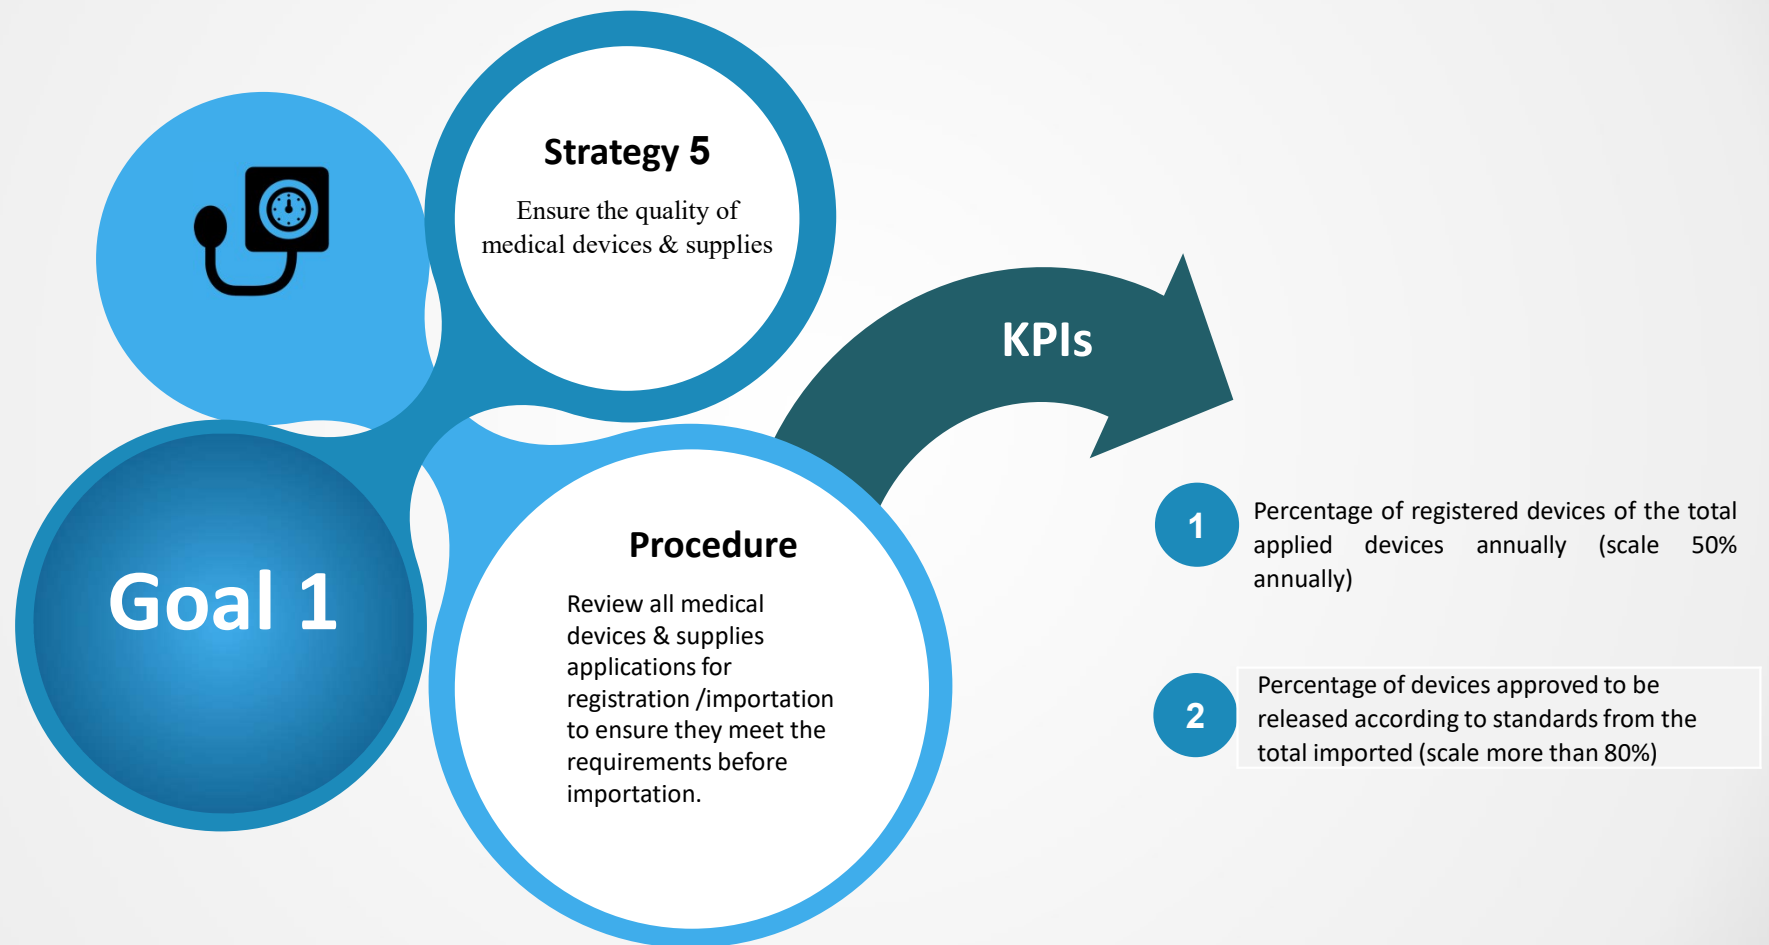 Strategy 5
Ensure the quality of
medical devices & supplies
KPIs
Goal 1
Procedure
Review all medical
devices & supplies
applications for
registration /importation
to ensure they meet the
requirements before
importation.
1
Percentage of registered devices of the total
applied devices annually (scale 50%
annually)
2
Percentage of devices approved to be
released according to standards from the
total imported (scale more than 80%)